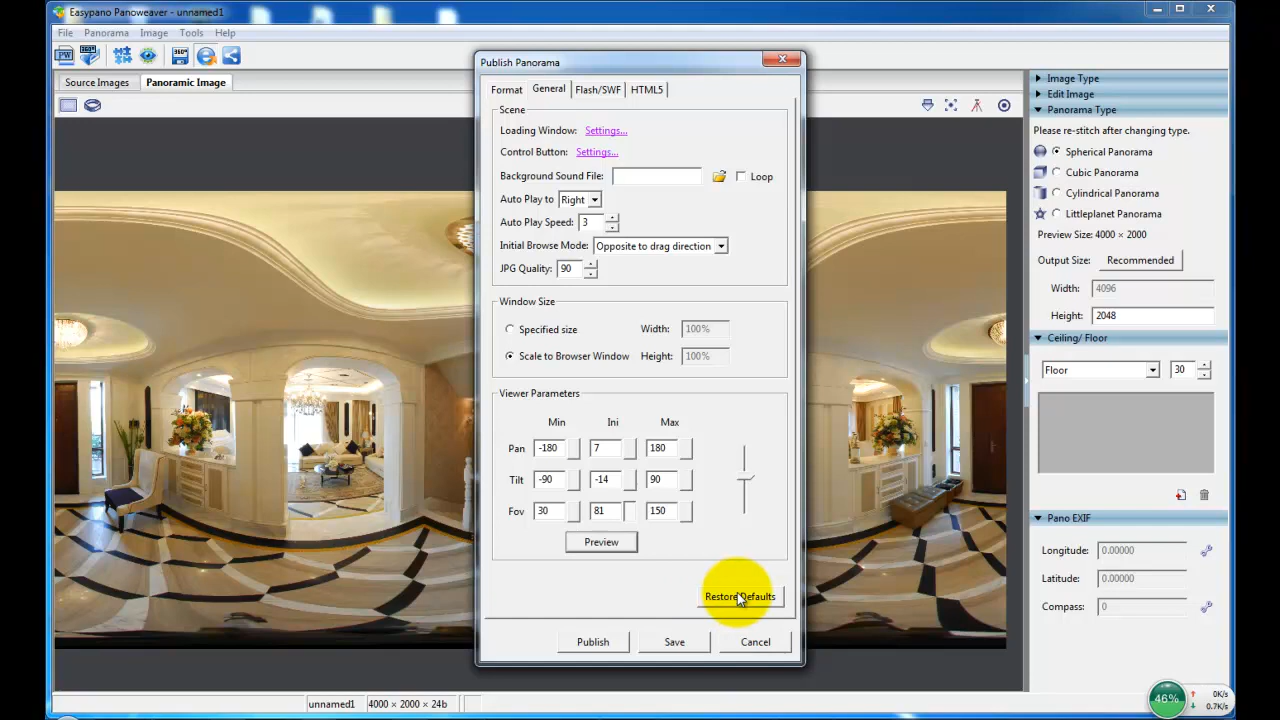 Easypano Panoweaver - unnamed1
File Panorama Image Tools Help
Source Images Panoramic Image
Publish Panorama
Format General Flash/SWF HTML5
Scene
Loading Window: Settings...
Control Button: Settings...
Background Sound File: Loop
Auto Play to Right
Auto Play Speed: 3
Initial Browse Mode: Opposite to drag direction
JPG Quality: 90
Window Size
Specified size Width: 100%
Scale to Browser Window Height: 100%
Viewer Parameters
Min Ini Max
Pan -180 7 180
Tilt -90 -14 90
Fov 30 81 150
Preview
Restore Defaults
Publish Save Cancel
Image Type
Edit Image
Panorama Type
Please re-stitch after changing type.
Spherical Panorama
Cubic Panorama
Cylindrical Panorama
Littleplanet Panorama
Preview Size: 4000 × 2000
Output Size: Recommended
Width: 4096
Height: 2048
Ceiling/ Floor
Floor 30
Pano EXIF
Longitude: 0.00000
Latitude: 0.00000
Compass: 0
unnamed1 4000 × 2000 × 24b
46% 0K/s
0.7K/s
PW 360°
360°